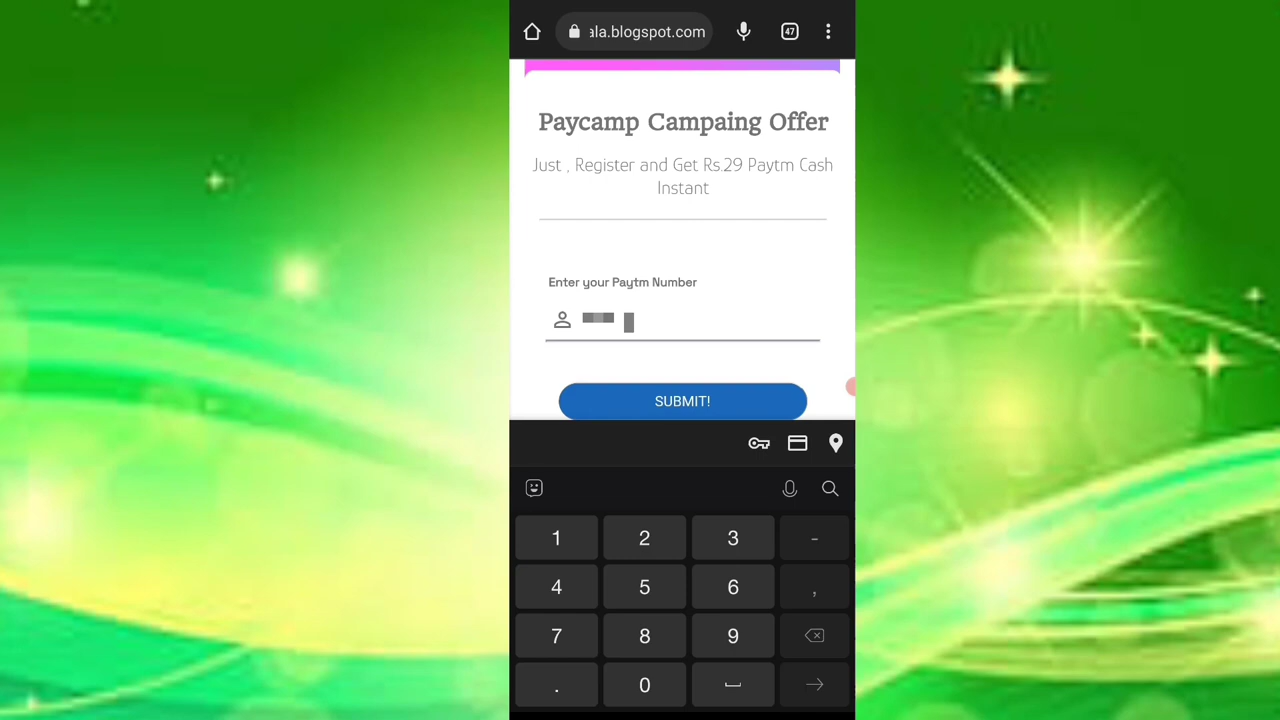 ala.blogspot.com
47
Paycamp Campaing Offer
Just , Register and Get Rs.29 Paytm Cash
Instant
Enter your Paytm Number
SUBMIT!
1 2 3 -
4 5 6 ,
7 8 9
. 0